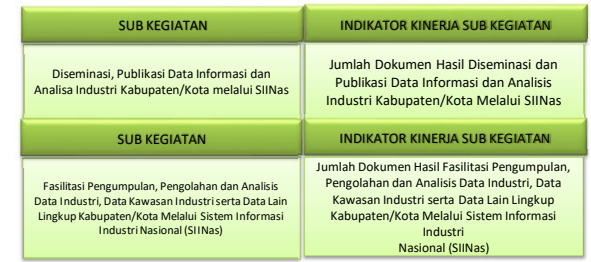 SUB KEGIATAN
INDIKATOR KINERJA SUB KEGIATAN
Diseminasi, Publikasi Data Informasi dan
Analisa Industri Kabupaten/Kota melalui SIINas
Jumlah Dokumen Hasil Diseminasi dan
Publikasi Data Informasi dan Analisis
Industri Kabupaten/Kota Melalui SIINas
SUB KEGIATAN
INDIKATOR KINERJA SUB KEGIATAN
Fasilitasi Pengumpulan, Pengolahan dan Analisis
Data Industri, Data Kawasan Industri serta Data Lain
Lingkup Kabupaten/Kota Melalui Sistem Informasi
Industri Nasional (SIINas)
Jumlah Dokumen Hasil Fasilitasi Pengumpulan,
Pengolahan dan Analisis Data Industri, Data
Kawasan Industri serta Data Lain Lingkup
Kabupaten/Kota Melalui Sistem Informasi
Industri
Nasional (SIINas)